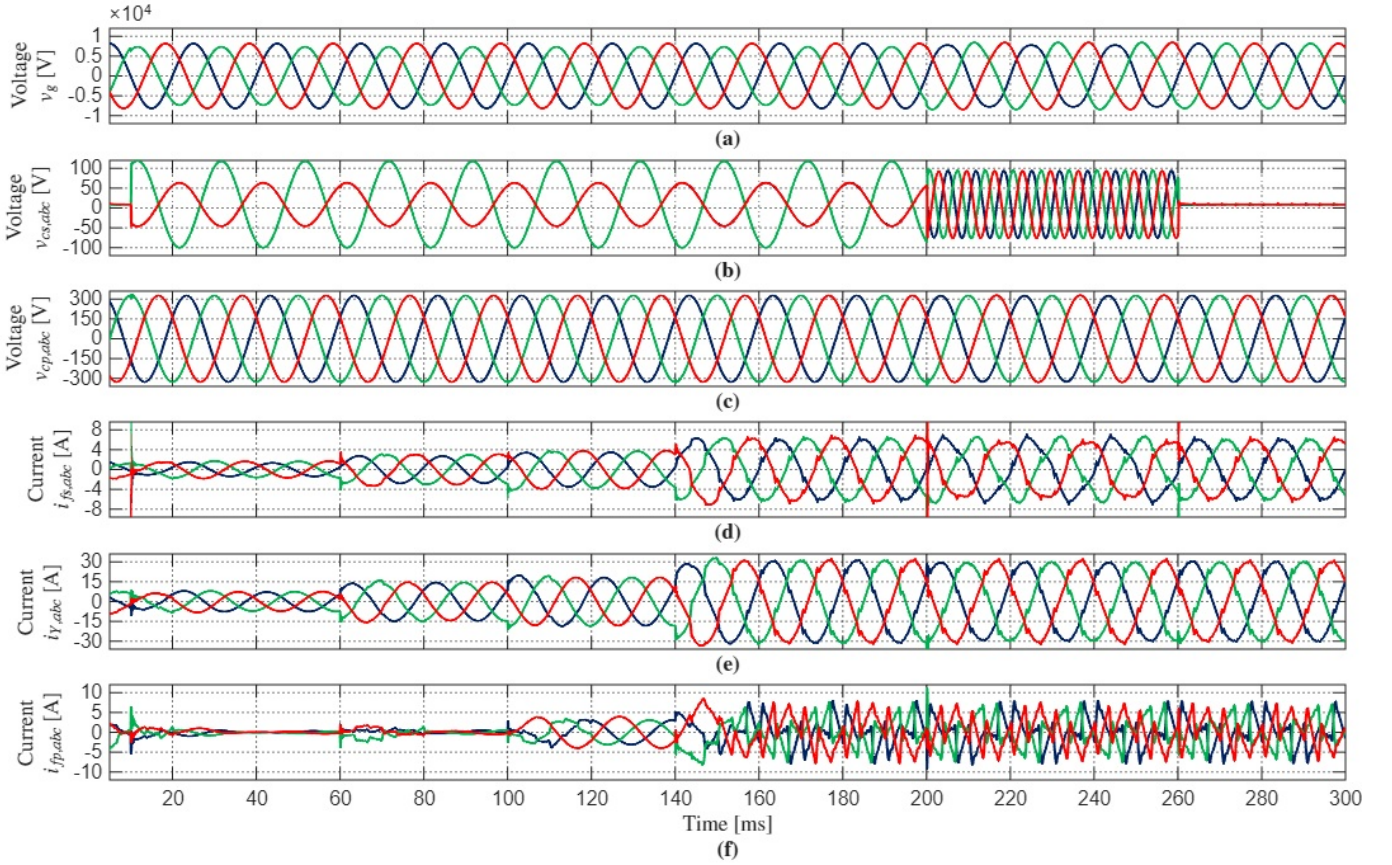 ×10⁴
Voltage
v_g [V]
1
0.5
0
-0.5
-1
(a)
Voltage
v_cs,abc [V]
100
50
0
-50
-100
(b)
Voltage
v_cp,abc [V]
300
150
0
-150
-300
(c)
Current
i_fs,abc [A]
8
4
0
-4
-8
(d)
Current
i_Y,abc [A]
30
15
0
-15
-30
(e)
Current
i_fp,abc [A]
10
5
0
-5
-10
20 40 60 80 100 120 140 160 180 200 220 240 260 280 300
Time [ms]
(f)